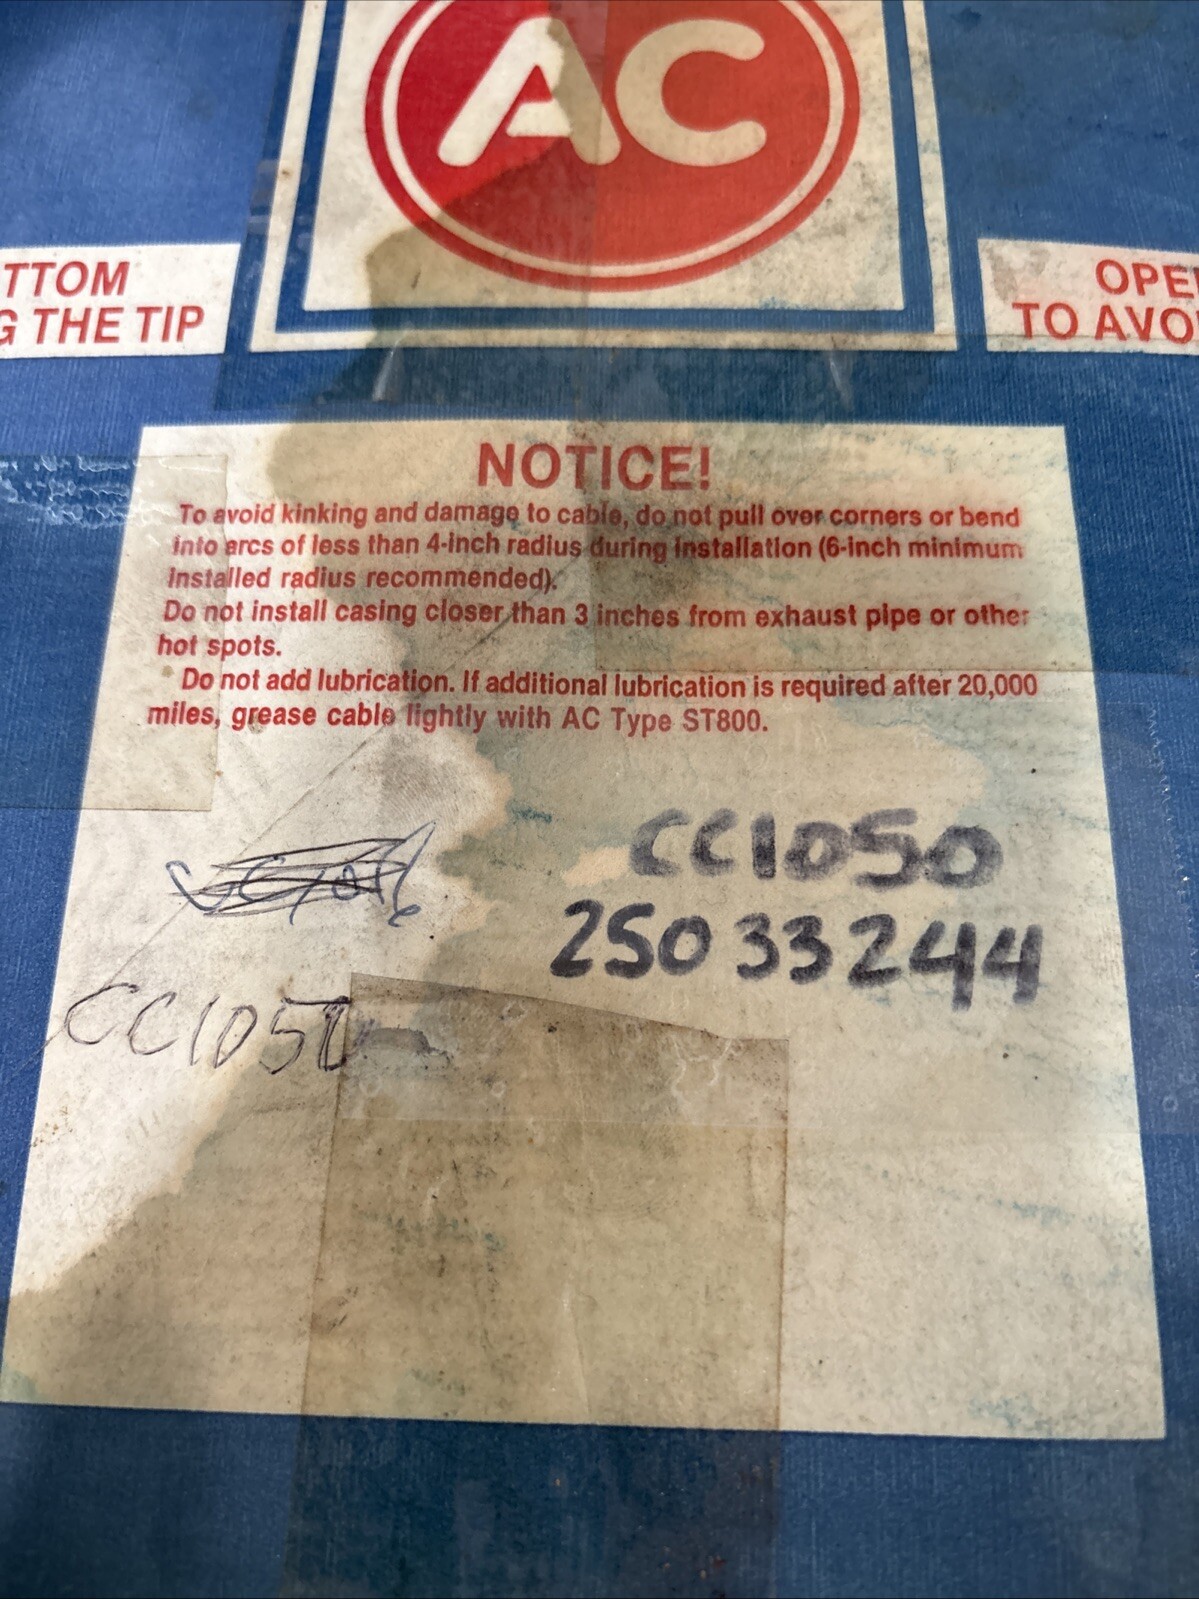 AC
TTOM
G THE TIP
OPE
TO AVO
NOTICE!
To avoid kinking and damage to cable, do not pull over corners or bend
into arcs of less than 4-inch radius during installation (6-inch minimum
installed radius recommended).
Do not install casing closer than 3 inches from exhaust pipe or other
hot spots.
Do not add lubrication. If additional lubrication is required after 20,000
miles, grease cable lightly with AC Type ST800.
CC1050
25033244
CC1050